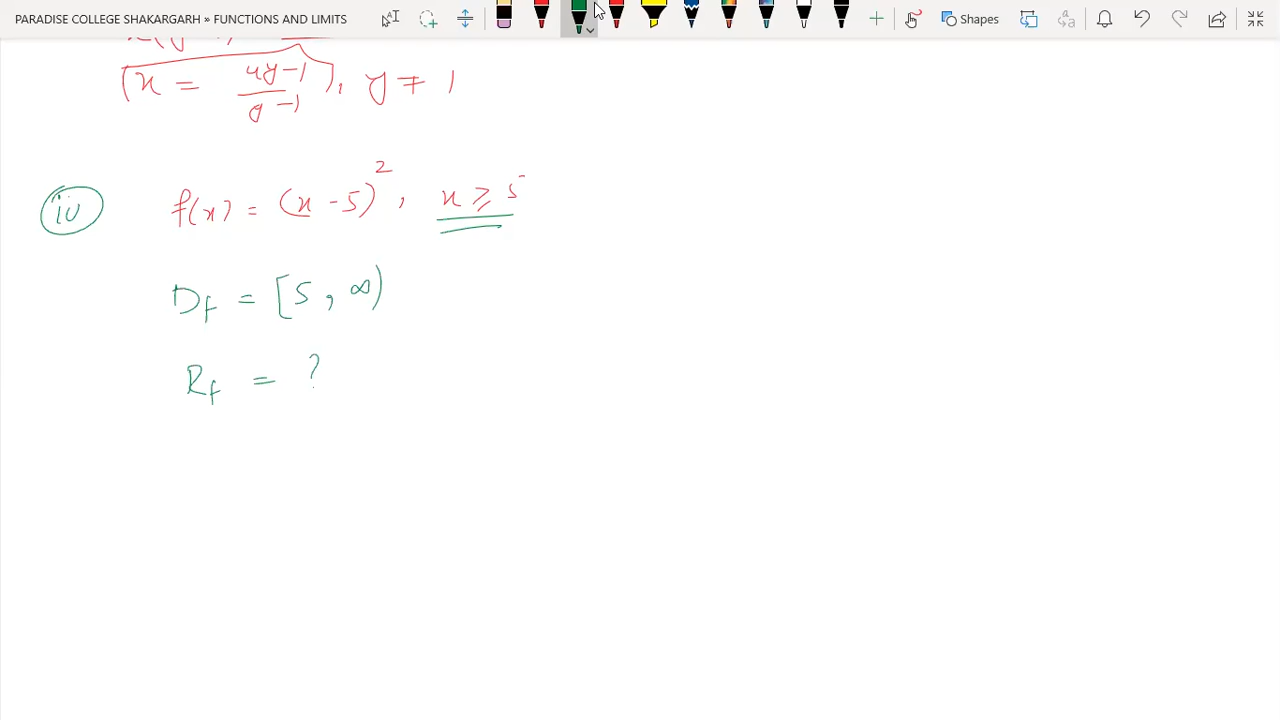 PARADISE COLLEGE SHAKARGARH » FUNCTIONS AND LIMITS Shapes
(x = 4y-1/y-1), y ≠ 1
iv f(x) = (x-5)², x ≥ 5
Df = [5, ∞)
Rf = ?